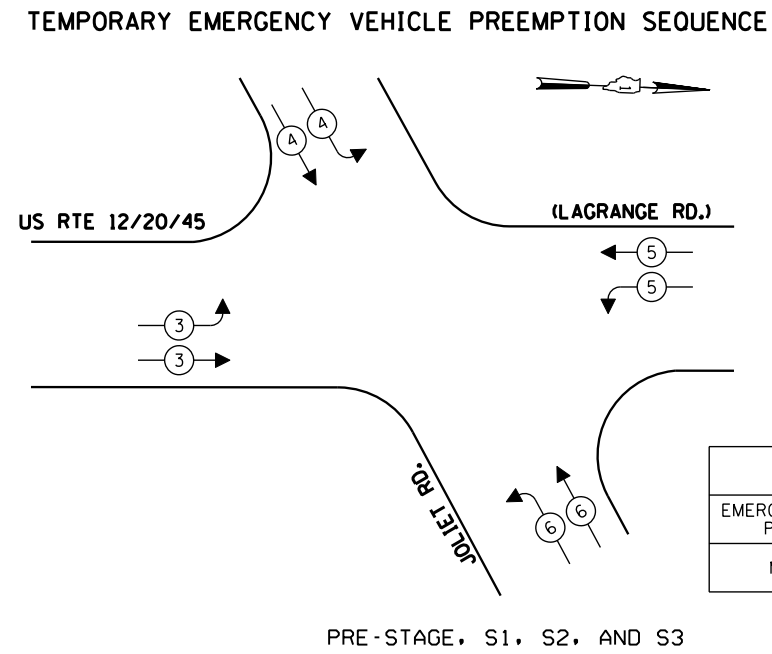 TEMPORARY EMERGENCY VEHICLE PREEMPTION SEQUENCE
4
4
US RTE 12/20/45
(LAGRANGE RD.)
5
5
3
3
JOLIET RD.
6
6
EMERG
P
PRE-STAGE, S1, S2, AND S3